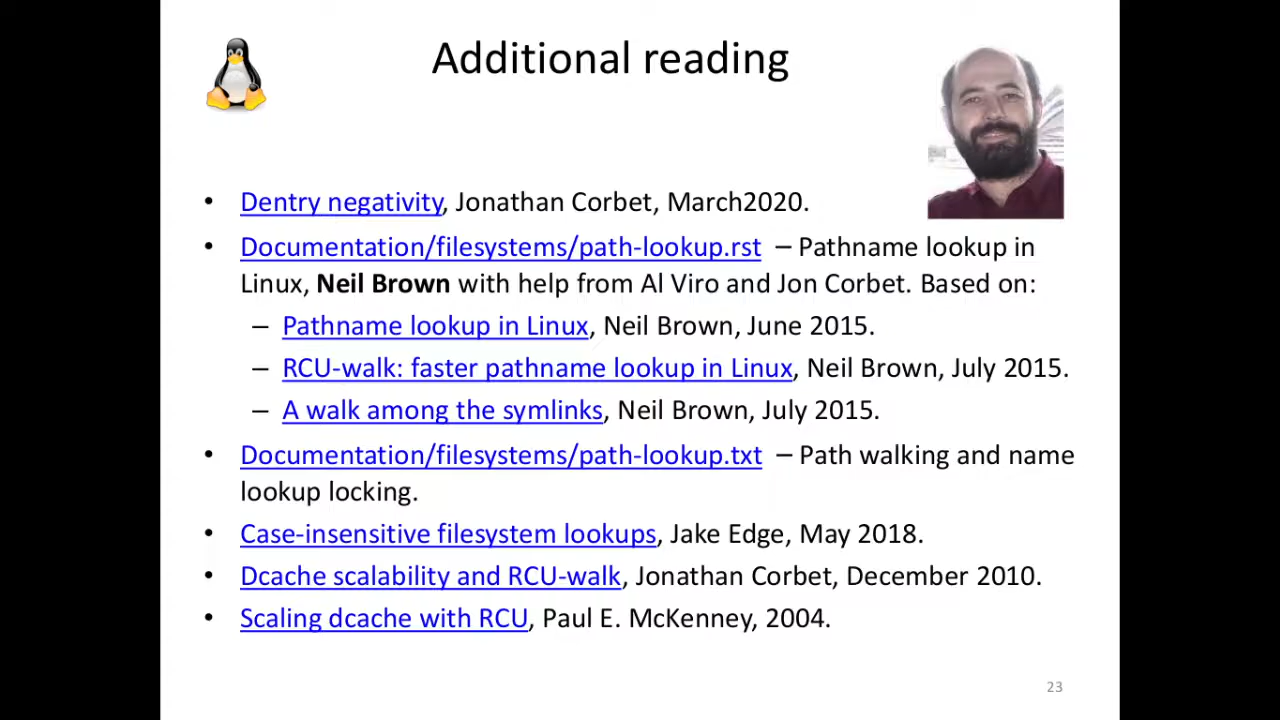 Additional reading
• Dentry negativity, Jonathan Corbet, March2020.
• Documentation/filesystems/path-lookup.rst – Pathname lookup in
Linux, Neil Brown with help from Al Viro and Jon Corbet. Based on:
– Pathname lookup in Linux, Neil Brown, June 2015.
– RCU-walk: faster pathname lookup in Linux, Neil Brown, July 2015.
– A walk among the symlinks, Neil Brown, July 2015.
• Documentation/filesystems/path-lookup.txt – Path walking and name
lookup locking.
• Case-insensitive filesystem lookups, Jake Edge, May 2018.
• Dcache scalability and RCU-walk, Jonathan Corbet, December 2010.
• Scaling dcache with RCU, Paul E. McKenney, 2004.
23